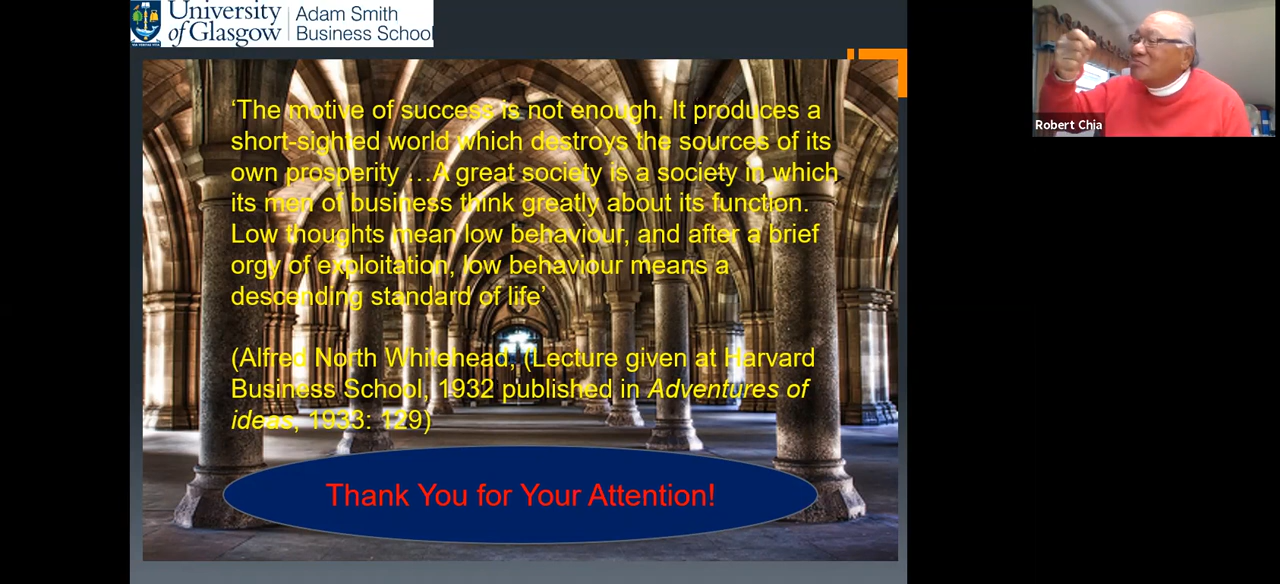 University
of Glasgow
Adam Smith
Business School
‘The motive of success is not enough. It produces a
short-sighted world which destroys the sources of its
own prosperity …A great society is a society in which
its men of business think greatly about its function.
Low thoughts mean low behaviour, and after a brief
orgy of exploitation, low behaviour means a
descending standard of life’
(Alfred North Whitehead, (Lecture given at Harvard
Business School, 1932 published in Adventures of
ideas, 1933: 129)
Thank You for Your Attention!
Robert Chia